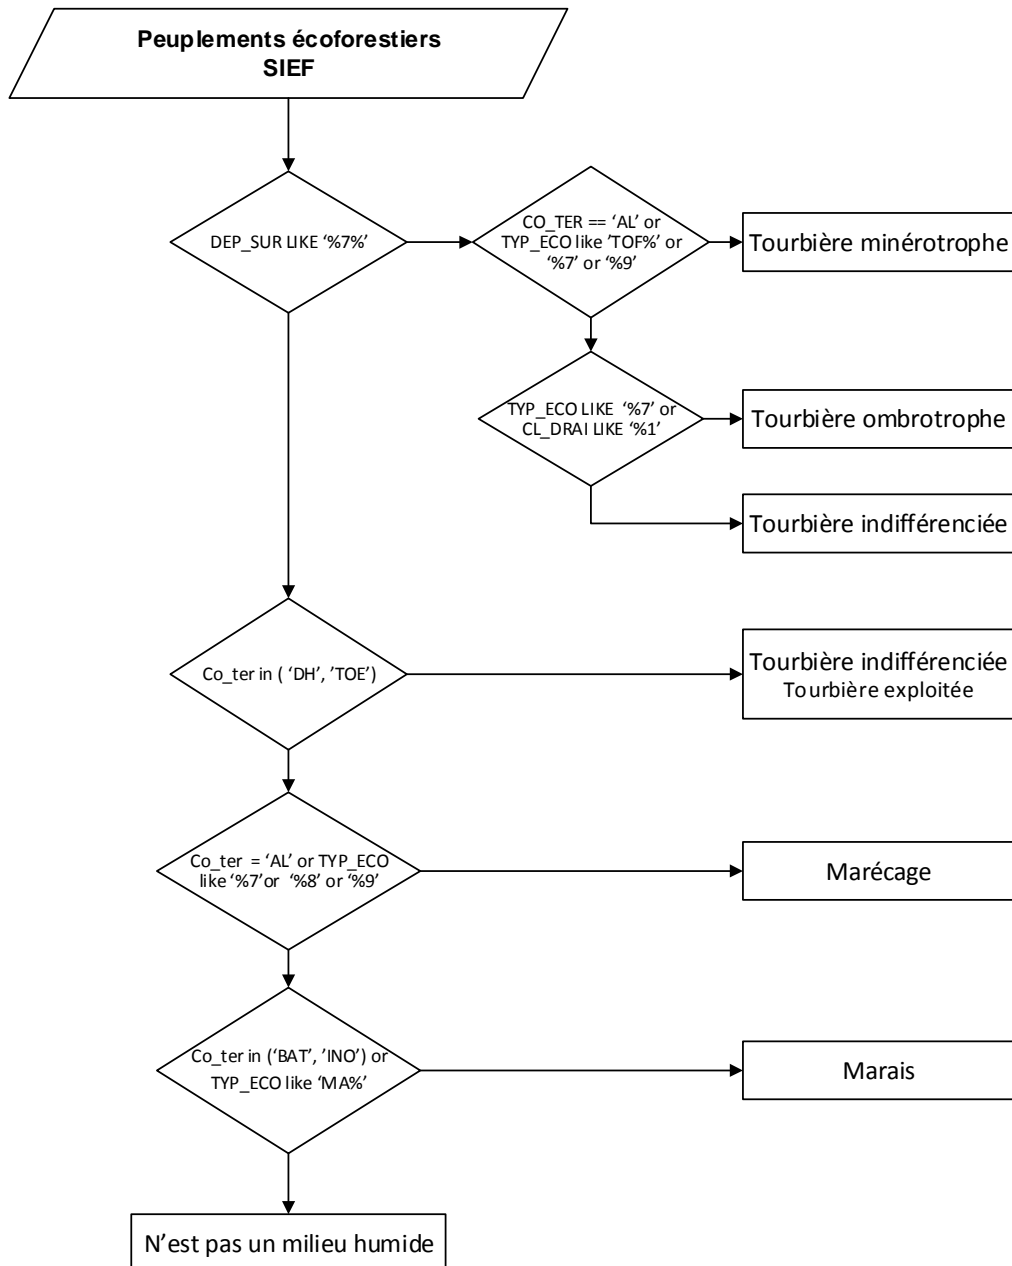 Peuplements écoforestiers
SIEF
DEP_SUR LIKE ‘%7%’
CO_TER == ‘AL’ or
TYP_ECO like ’TOF%’ or
‘%7’ or ‘%9’
Tourbière minérotrophe
TYP_ECO LIKE ‘%7’ or
CL_DRAI LIKE ‘%1’
Tourbière ombrotrophe
Tourbière indifférenciée
Co_ter in ( ‘DH’, ’TOE’)
Tourbière indifférenciée
Tourbière exploitée
Co_ter = ‘AL’ or TYP_ECO
like ‘%7’or ‘%8’ or ‘%9’
Marécage
Co_ter in (‘BAT’, ’INO’) or
TYP_ECO like ‘MA%’
Marais
N’est pas un milieu humide